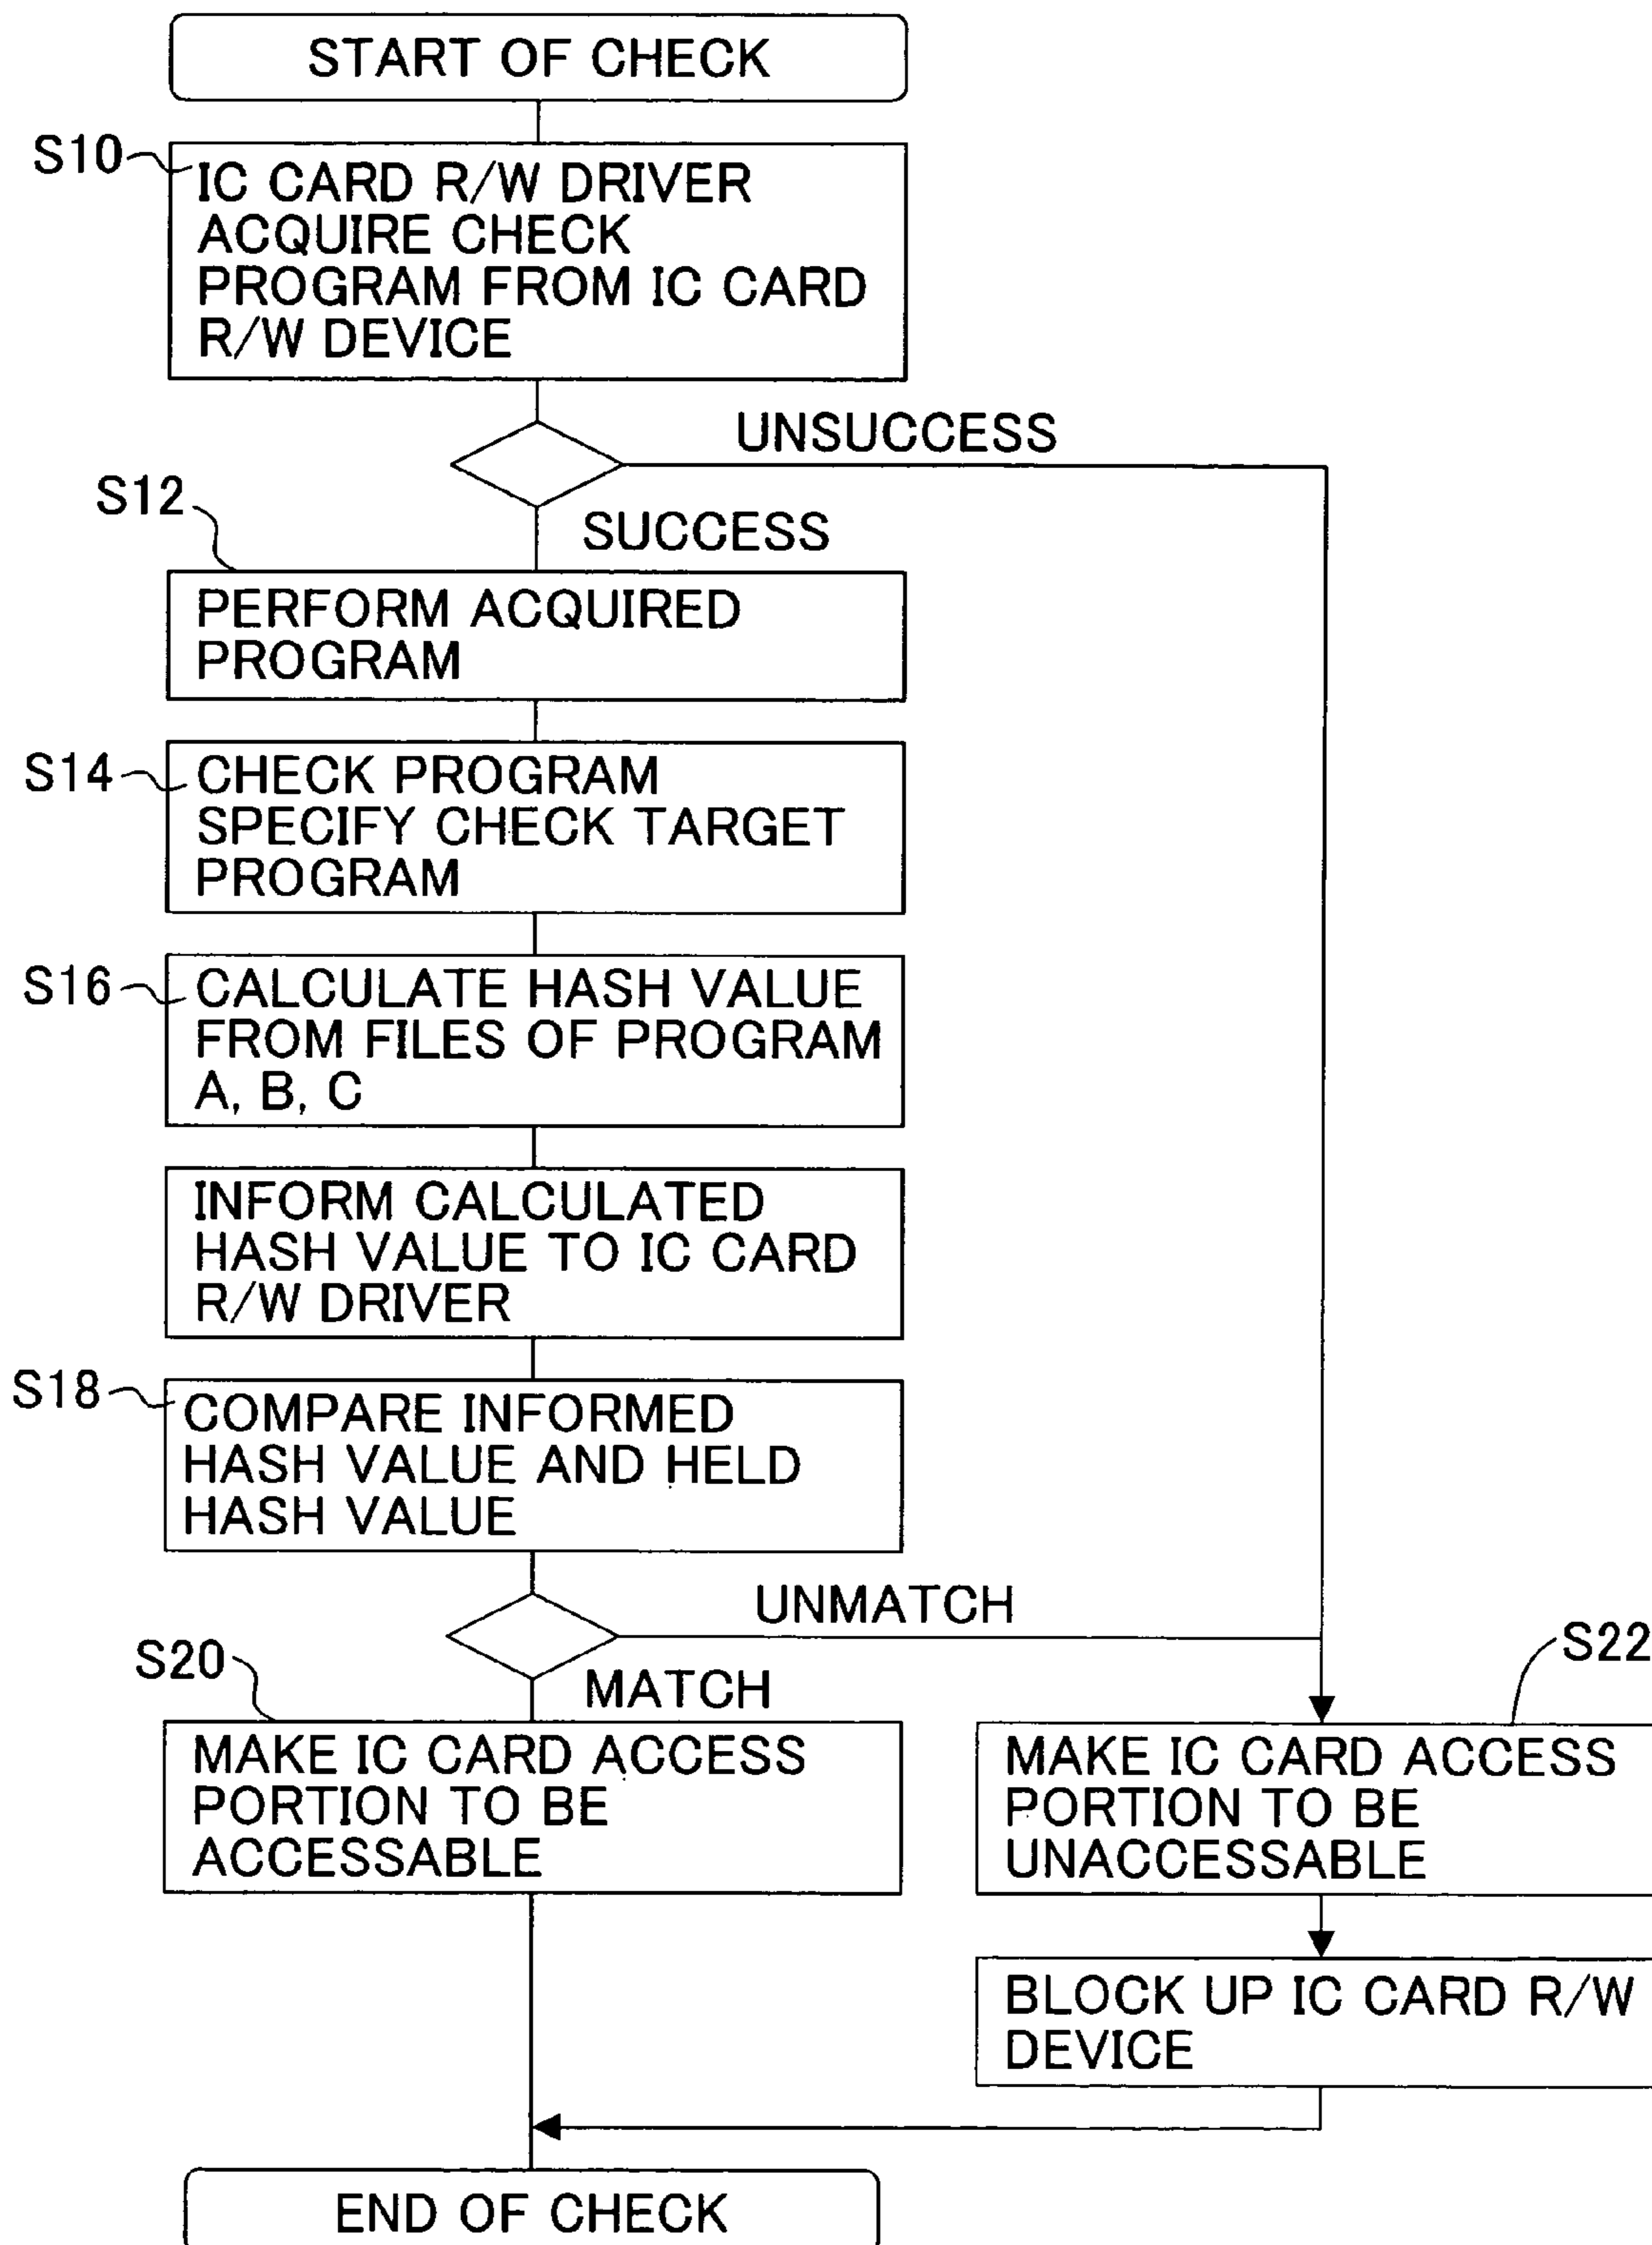 START OF CHECK
S10
IC CARD R/W DRIVER
ACQUIRE CHECK
PROGRAM FROM IC CARD
R/W DEVICE
UNSUCCESS
S12
SUCCESS
PERFORM ACQUIRED
PROGRAM
S14
CHECK PROGRAM
SPECIFY CHECK TARGET
PROGRAM
S16
CALCULATE HASH VALUE
FROM FILES OF PROGRAM
A, B, C
INFORM CALCULATED
HASH VALUE TO IC CARD
R/W DRIVER
S18
COMPARE INFORMED
HASH VALUE AND HELD
HASH VALUE
UNMATCH
S20
MATCH
S22
MAKE IC CARD ACCESS
PORTION TO BE
ACCESSABLE
MAKE IC CARD ACCESS
PORTION TO BE
UNACCESSABLE
BLOCK UP IC CARD R/W
DEVICE
END OF CHECK